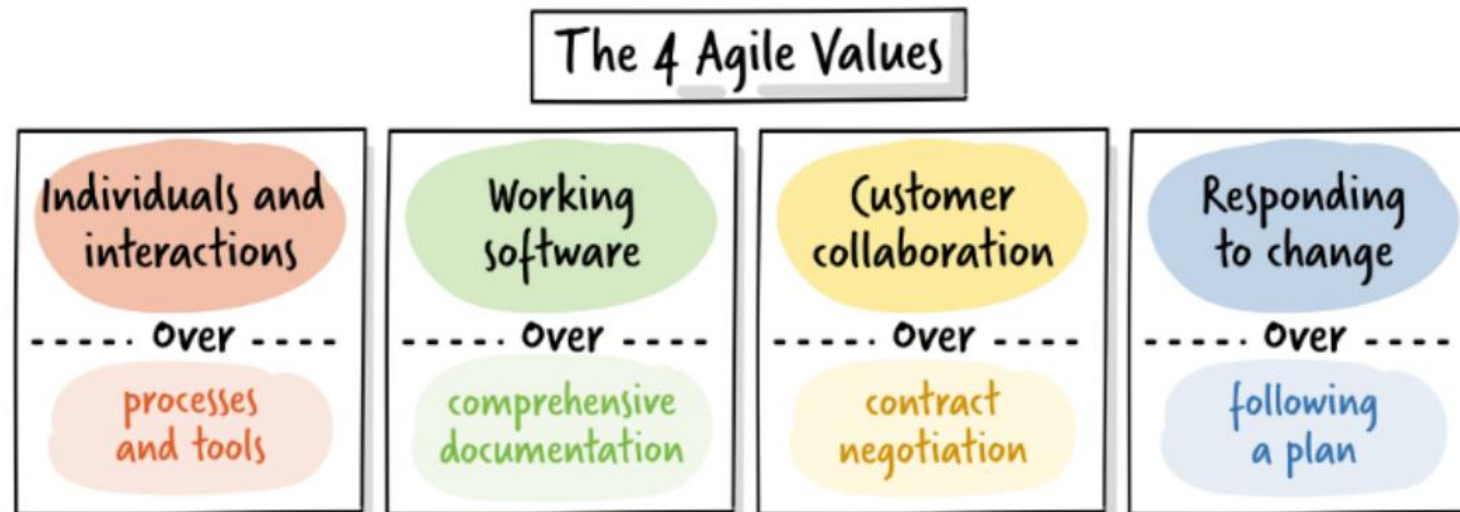 The 4 Agile Values
Individuals and
interactions
Over
processes
and tools
Working
software
Over
comprehensive
documentation
Customer
collaboration
Over
contract
negotiation
Responding
to change
Over
following
a plan